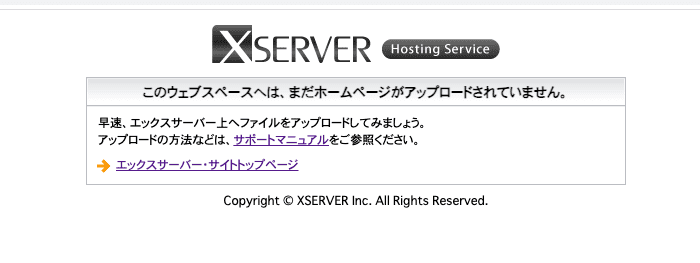 XSERVER Hosting Service
このウェブスペースへは、まだホームページがアップロードされていません。
早速、エックスサーバー上へファイルをアップロードしてみましょう。
アップロードの方法などは、サポートマニュアルをご参照ください。
エックスサーバー・サイトトップページ
Copyright © XSERVER Inc. All Rights Reserved.